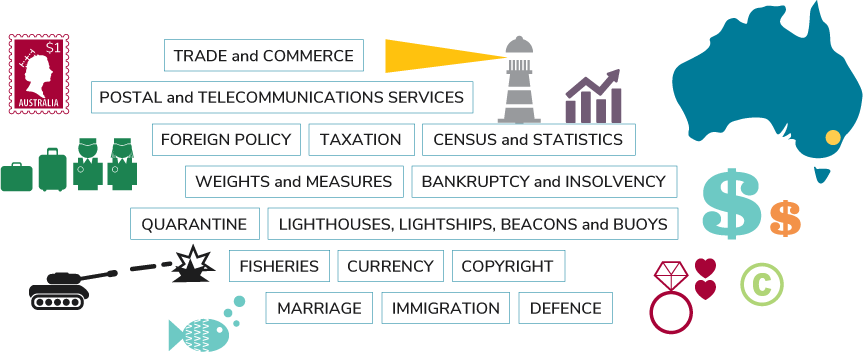 $1
AUSTRALIA
TRADE and COMMERCE
POSTAL and TELECOMMUNICATIONS SERVICES
FOREIGN POLICY
TAXATION
CENSUS and STATISTICS
WEIGHTS and MEASURES
BANKRUPTCY and INSOLVENCY
QUARANTINE
LIGHTHOUSES, LIGHTSHIPS, BEACONS and BUOYS
$
$
FISHERIES
CURRENCY
COPYRIGHT
©
MARRIAGE
IMMIGRATION
DEFENCE